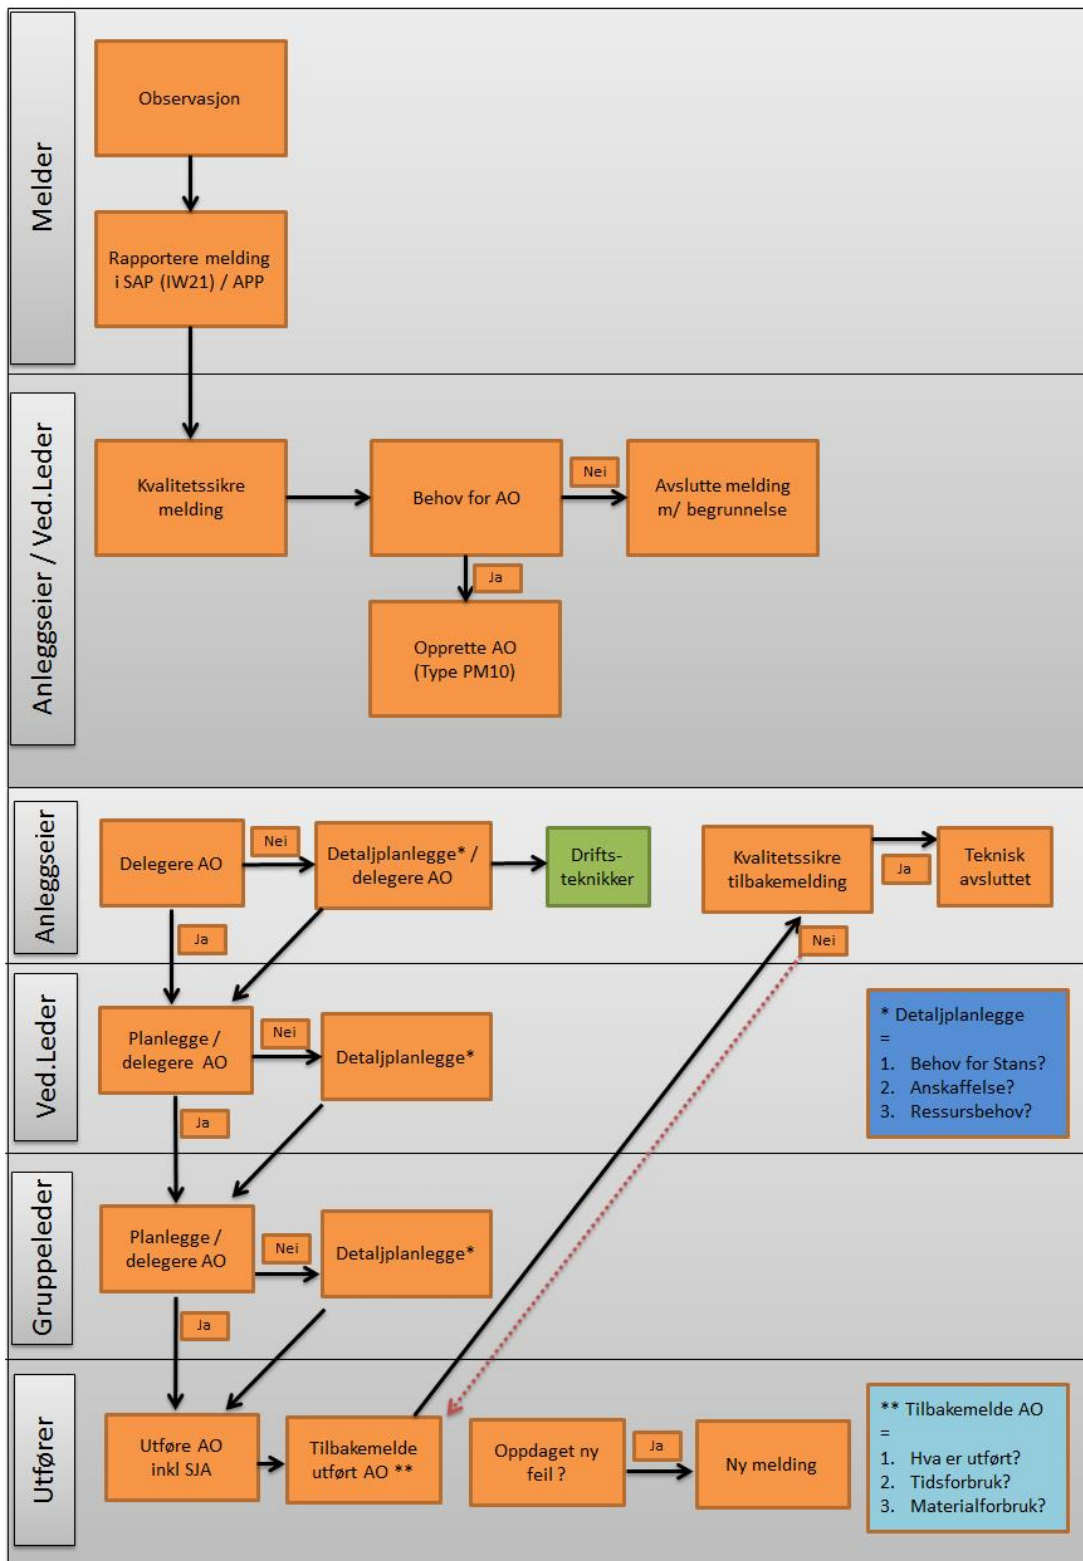 Melder
Observasjon
Rapportere melding
i SAP (IW21) / APP
Anleggseier / Ved.Leder
Kvalitetssikre
melding
Behov for AO
Nei
Avslutte melding
m/ begrunnelse
Ja
Opprette AO
(Type PM10)
Anleggseier
Delegere AO
Nei
Detaljplanlegge* /
delegere AO
Drifts-
teknikker
Kvalitetssikre
tilbakemelding
Ja
Teknisk
avsluttet
Ja
Nei
Ved.Leder
Planlegge /
delegere AO
Nei
Detaljplanlegge*
Ja
* Detaljplanlegge
=
1. Behov for Stans?
2. Anskaffelse?
3. Ressursbehov?
Gruppeleder
Planlegge /
delegere AO
Nei
Detaljplanlegge*
Ja
Utfører
Utføre AO
inkl SJA
Tilbakemelde
utført AO **
Oppdaget ny
feil ?
Ja
Ny melding
** Tilbakemelde AO
=
1. Hva er utført?
2. Tidsforbruk?
3. Materialforbruk?